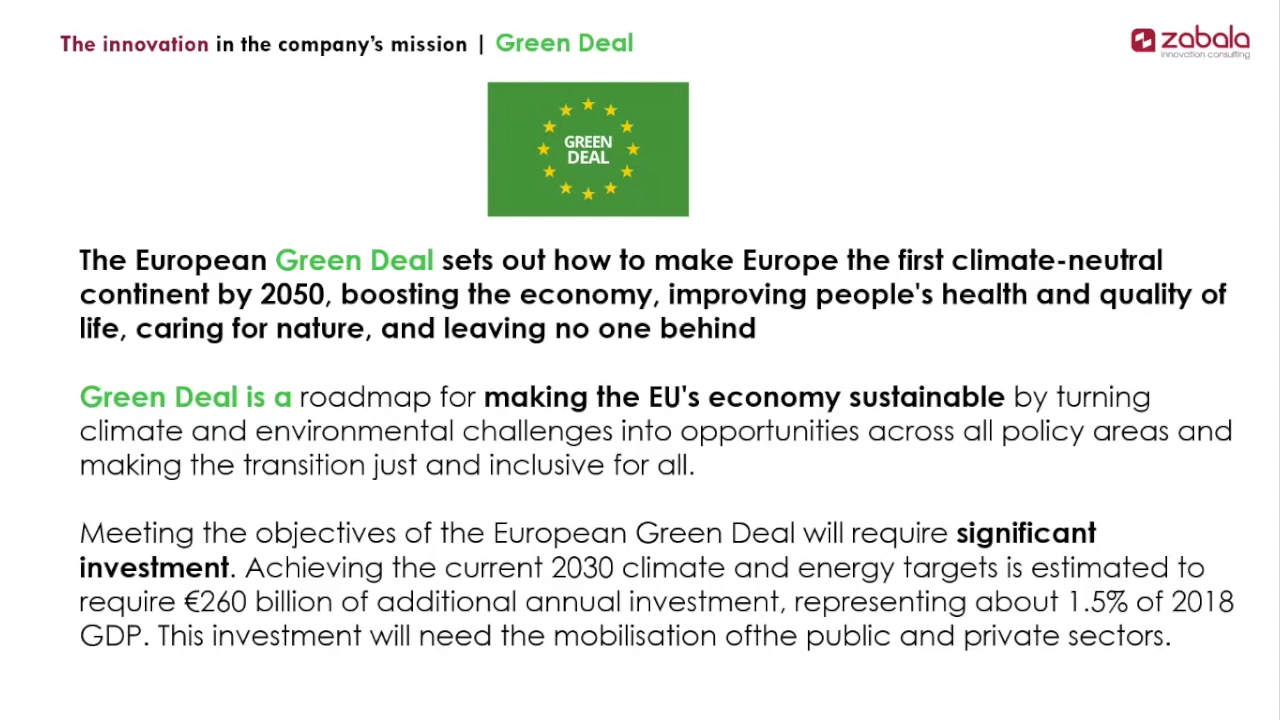 The innovation in the company's mission | Green Deal
zabala
innovation consulting
GREEN
DEAL
The European Green Deal sets out how to make Europe the first climate-neutral
continent by 2050, boosting the economy, improving people's health and quality of
life, caring for nature, and leaving no one behind
Green Deal is a roadmap for making the EU's economy sustainable by turning
climate and environmental challenges into opportunities across all policy areas and
making the transition just and inclusive for all.
Meeting the objectives of the European Green Deal will require significant
investment. Achieving the current 2030 climate and energy targets is estimated to
require €260 billion of additional annual investment, representing about 1.5% of 2018
GDP. This investment will need the mobilisation ofthe public and private sectors.